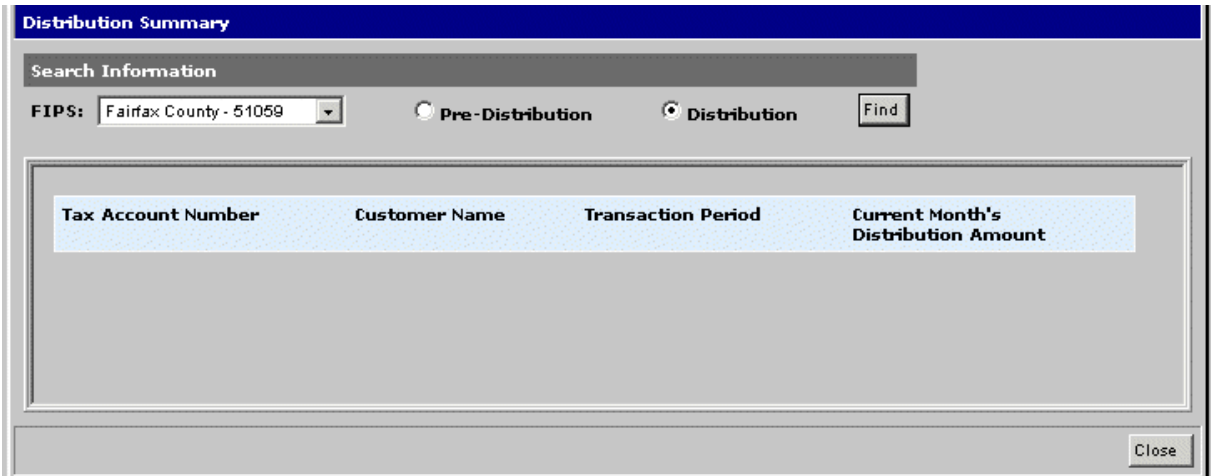 Distribution Summary
Search Information
FIPS: Fairfax County - 51059 Pre-Distribution Distribution Find
Tax Account Number Customer Name Transaction Period Current Month's
Distribution Amount
Close